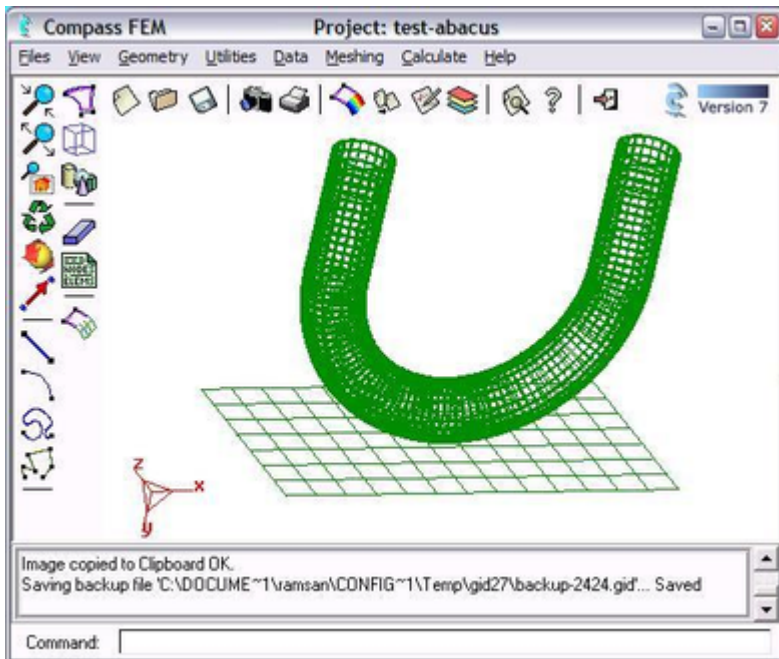 Compass FEM Project: test-abacus
Files View Geometry Utilities Data Meshing Calculate Help
Version 7
z
x
y
Image copied to Clipboard OK.
Saving backup file 'C:\DOCUME~1\ramsan\CONFIG~1\Temp\gid27\backup-2424.gid'... Saved
Command: